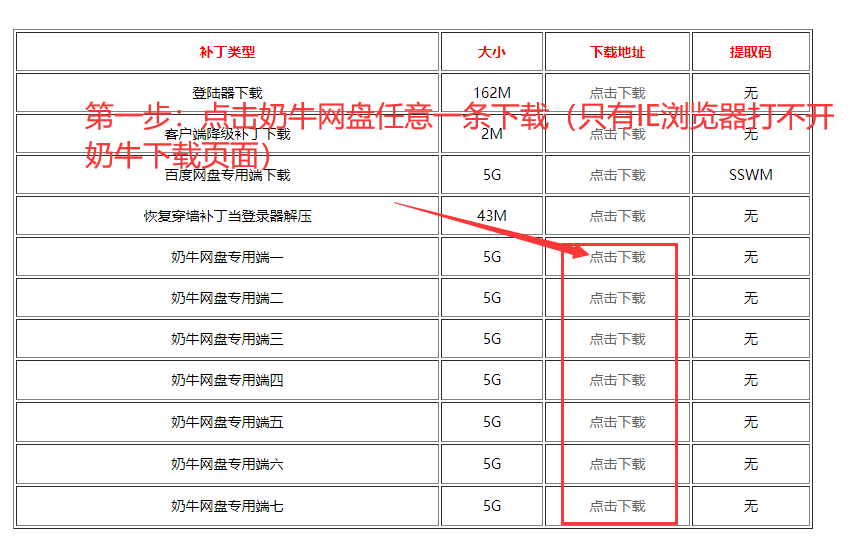 补丁类型 大小 下载地址 提取码
登陆器下载 162M 点击下载 无
第一步：点击奶牛网盘任意一条下载（只有IE浏览器打不开
客户端降级补丁下载 2M 点击下载 无
奶牛下载页面）
百度网盘专用端下载 5G 点击下载 SSWM
恢复穿墙补丁当登录器解压 43M 点击下载 无
奶牛网盘专用端一 5G 点击下载 无
奶牛网盘专用端二 5G 点击下载 无
奶牛网盘专用端三 5G 点击下载 无
奶牛网盘专用端四 5G 点击下载 无
奶牛网盘专用端五 5G 点击下载 无
奶牛网盘专用端六 5G 点击下载 无
奶牛网盘专用端七 5G 点击下载 无